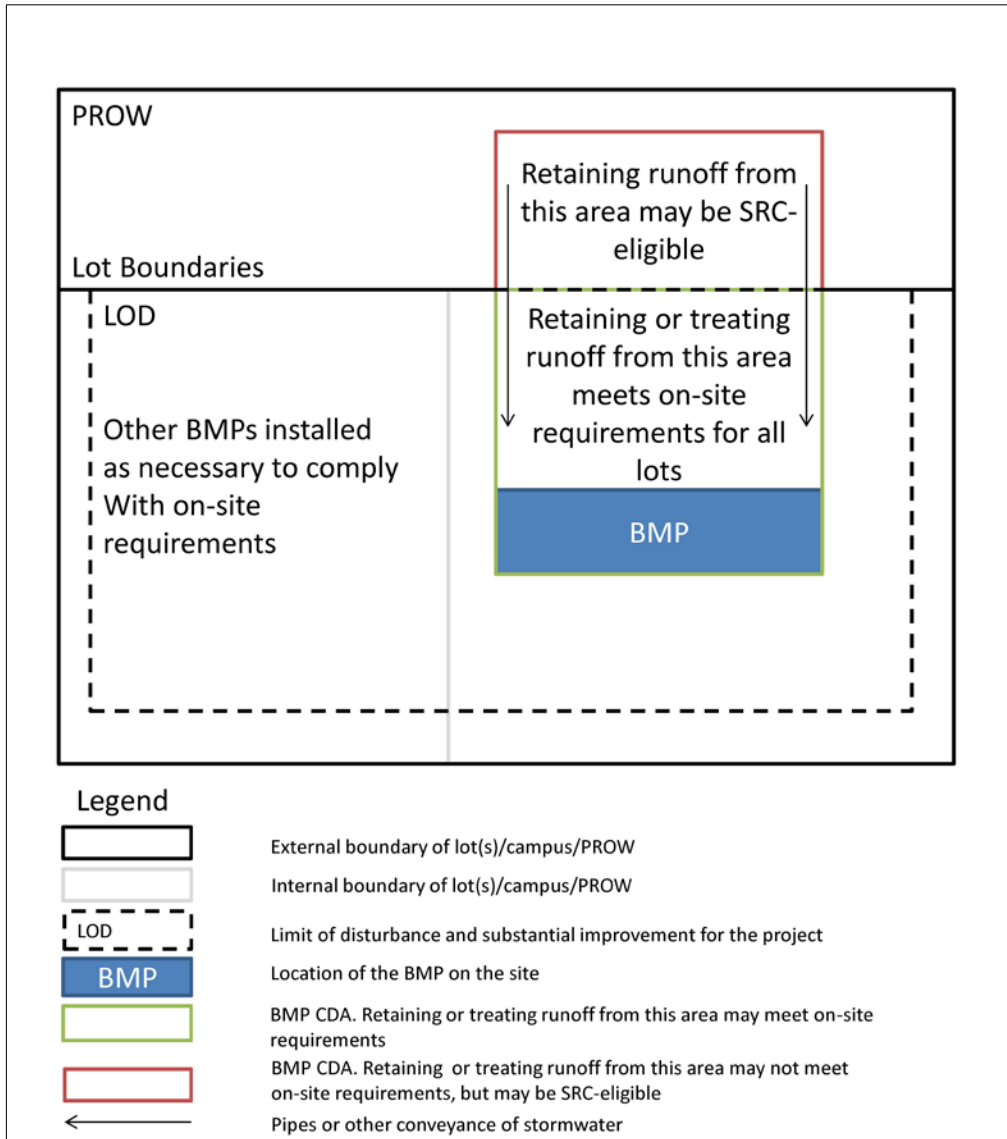 PROW
Retaining runoff from
this area may be SRC-
eligible
Lot Boundaries
LOD
Retaining or treating
runoff from this area
meets on-site
requirements for all
lots
Other BMPs installed
as necessary to comply
With on-site
requirements
BMP
Legend
External boundary of lot(s)/campus/PROW
Internal boundary of lot(s)/campus/PROW
LOD
Limit of disturbance and substantial improvement for the project
BMP
Location of the BMP on the site
BMP CDA. Retaining or treating runoff from this area may meet on-site
requirements
BMP CDA. Retaining or treating runoff from this area may not meet
on-site requirements, but may be SRC-eligible
Pipes or other conveyance of stormwater